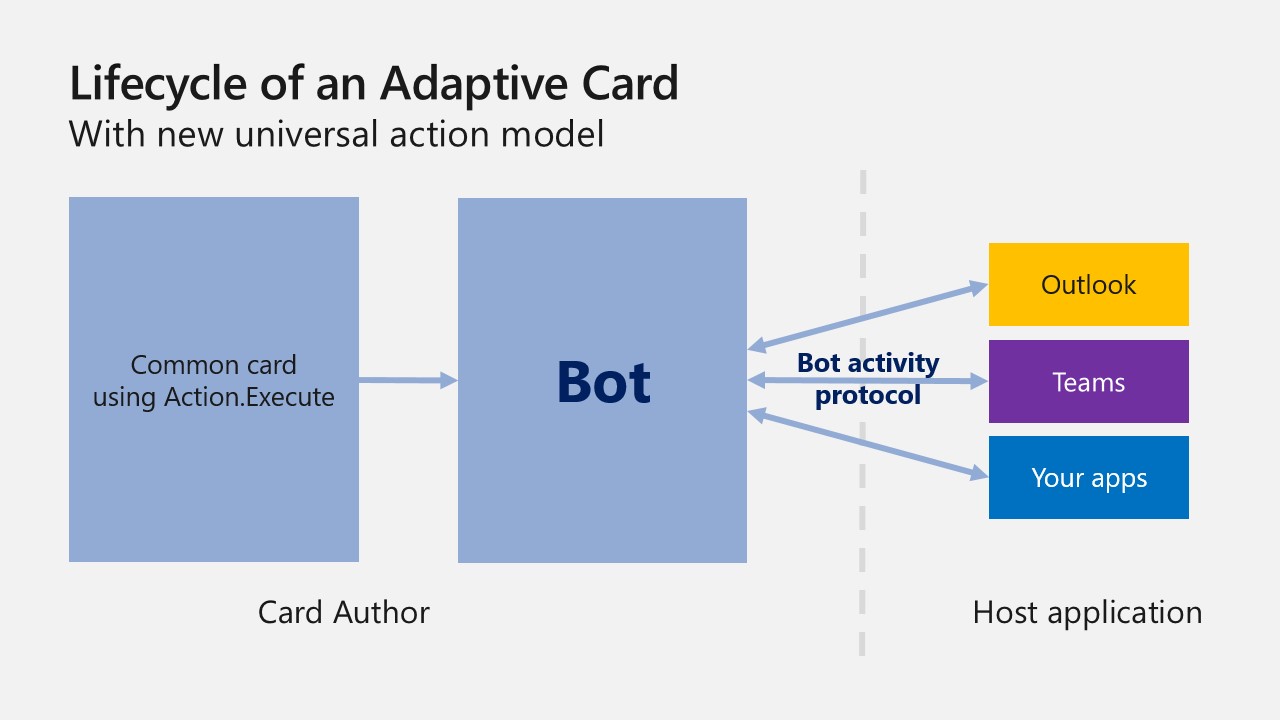 Lifecycle of an Adaptive Card
With new universal action model
Common card
using Action.Execute
Bot
Bot activity
protocol
Outlook
Teams
Your apps
Card Author
Host application